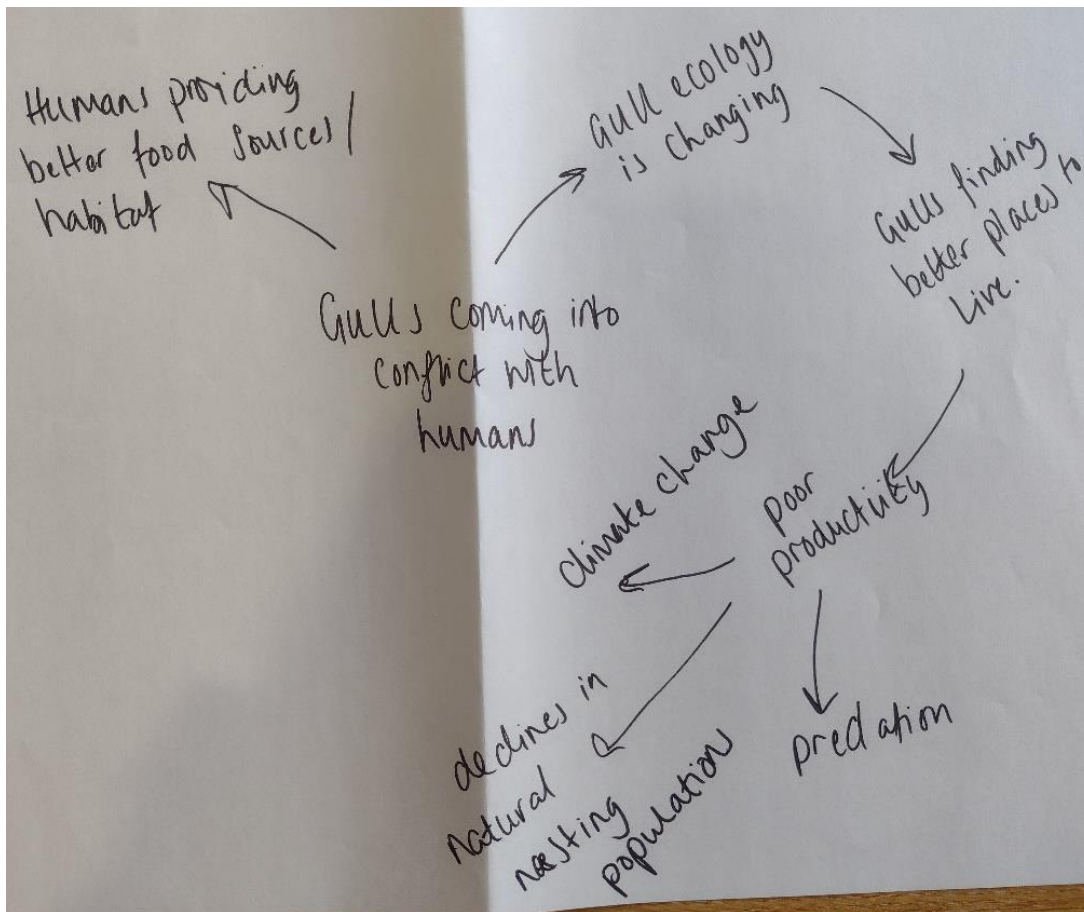 Humans providing
better food sources/
habitat
Gull ecology
is changing
Gulls finding
better places to
live.
Gulls coming into
conflict with
humans
climate change
poor
productivity
declines in
natural
nesting
population
predation